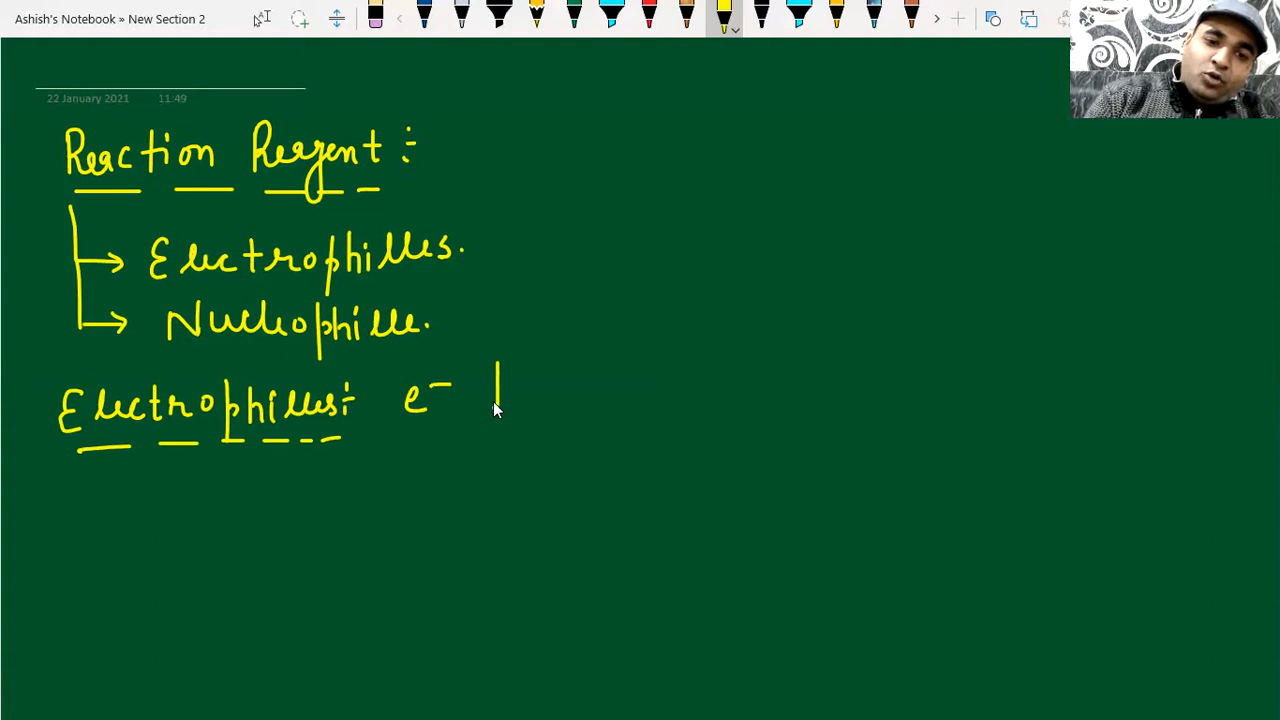 Ashish's Notebook » New Section 2
22 January 2021 11:49
Reaction Reagent :-
→ Electrophilles.
→ Nucleophille.
Electrophilles:- e⁻